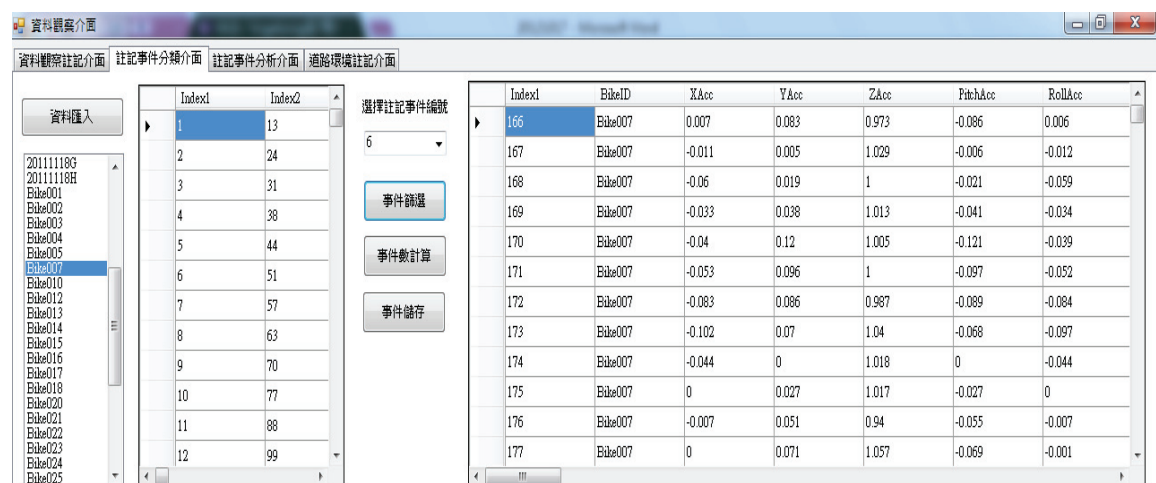 資料觀察介面
資料觀察註記介面 註記事件分類介面 註記事件分析介面 道路環境註記介面
資料匯入
20111118G
20111118H
Bike001
Bike002
Bike003
Bike004
Bike005
Bike007
Bike010
Bike012
Bike013
Bike014
Bike015
Bike016
Bike017
Bike018
Bike020
Bike021
Bike022
Bike023
Bike024
Bike025
Index1 Index2
1 13
2 24
3 31
4 38
5 44
6 51
7 57
8 63
9 70
10 77
11 88
12 99
選擇註記事件編號
6
事件篩選
事件數計算
事件儲存
Index1 BikeID XAcc YAcc ZAcc PitchAcc RollAcc
166 Bike007 0.007 0.083 0.973 -0.086 0.006
167 Bike007 -0.011 0.005 1.029 -0.006 -0.012
168 Bike007 -0.06 0.019 1 -0.021 -0.059
169 Bike007 -0.033 0.038 1.013 -0.041 -0.034
170 Bike007 -0.04 0.12 1.005 -0.121 -0.039
171 Bike007 -0.053 0.096 1 -0.097 -0.052
172 Bike007 -0.083 0.086 0.987 -0.089 -0.084
173 Bike007 -0.102 0.07 1.04 -0.068 -0.097
174 Bike007 -0.044 0 1.018 0 -0.044
175 Bike007 0 0.027 1.017 -0.027 0
176 Bike007 -0.007 0.051 0.94 -0.055 -0.007
177 Bike007 0 0.071 1.057 -0.069 -0.001